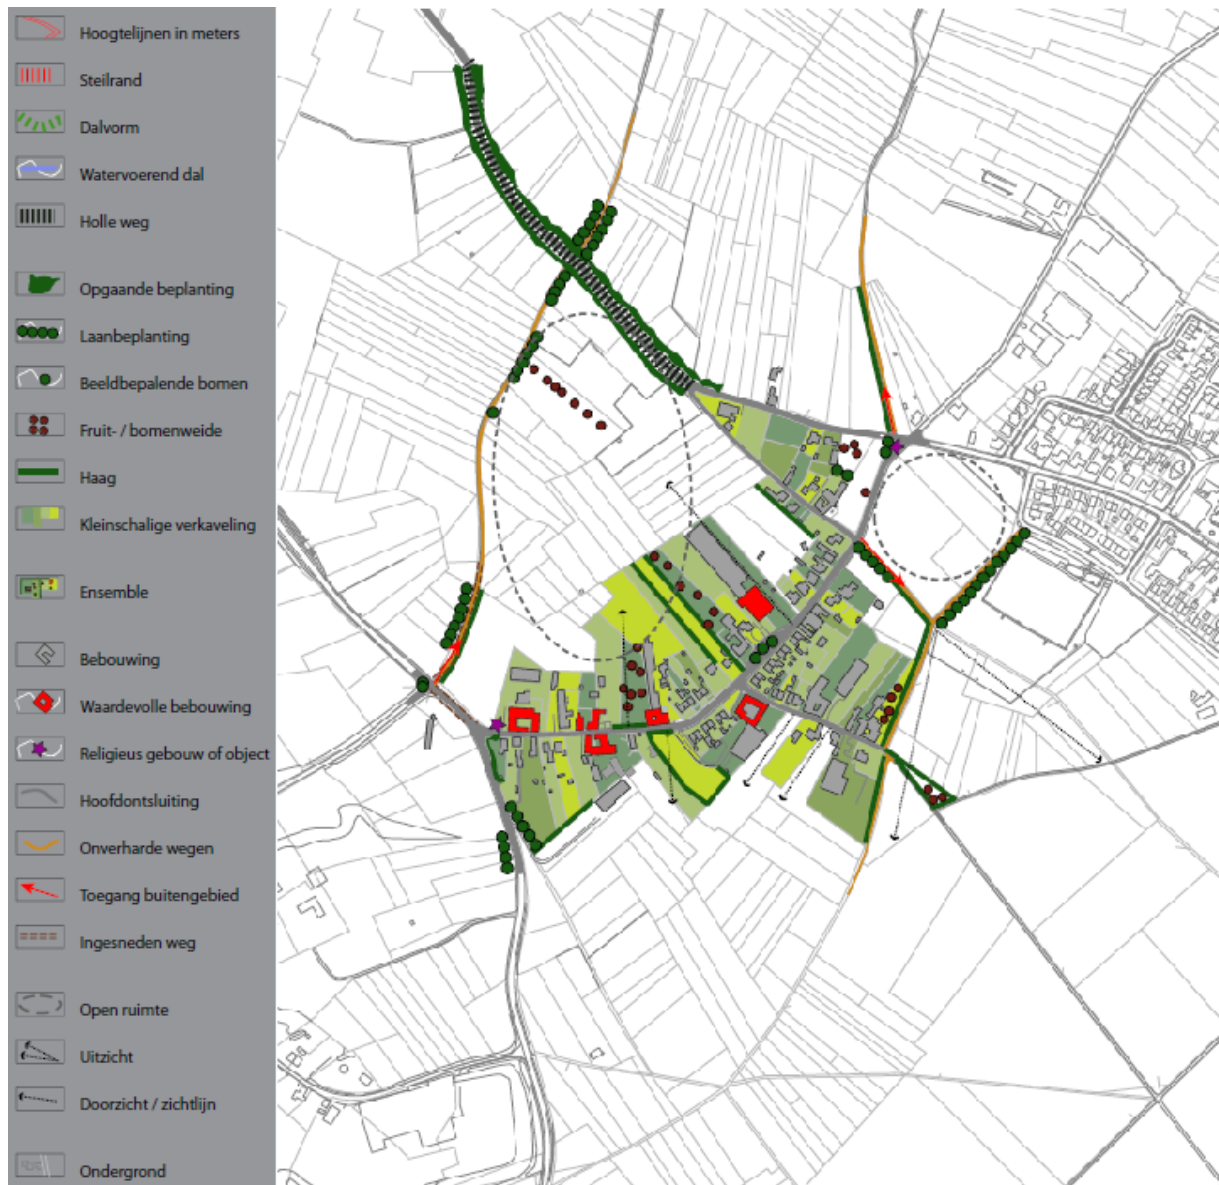 Hoogtelijnen in meters
Steilrand
Dalvorm
Watervoerend dal
Holle weg
Opgaande beplanting
Laanbeplanting
Beeldbepalende bomen
Fruit- / bomenweide
Haag
Kleinschalige verkaveling
Ensemble
Bebouwing
Waardevolle bebouwing
Religieus gebouw of object
Hoofdontsluiting
Onverharde wegen
Toegang buitengebied
Ingesneden weg
Open ruimte
Uitzicht
Doorzicht / zichtlijn
Ondergrond